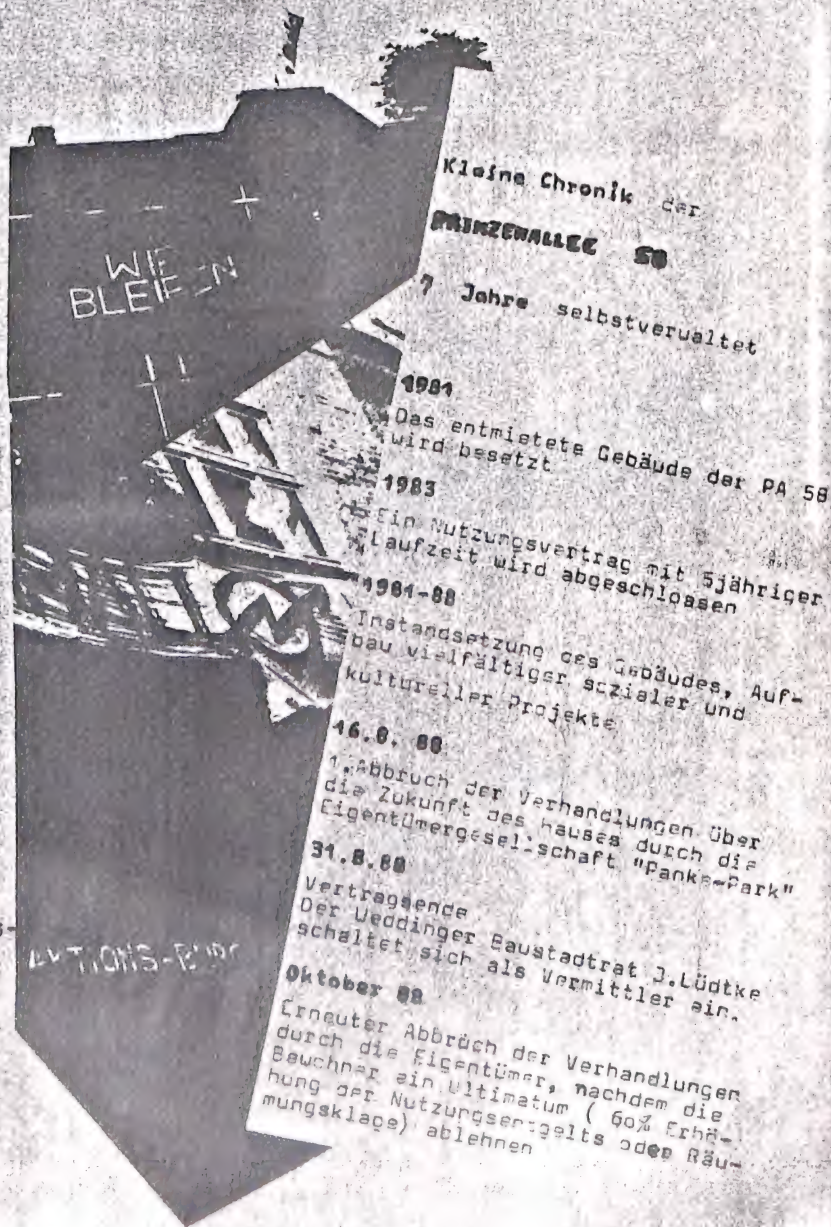 WIR
BLEIBEN
Kleine Chronik der
PRINZENALLEE 58
7 Jahre selbstverwaltet
1981
Das entmietete Gebäude der PA 58
wird besetzt
1983
Ein Nutzungsvertrag mit 5jähriger
Laufzeit wird abgeschlossen
1981-88
Instandsetzung des Gebäudes, Auf-
bau vielfältiger sozialer und
kultureller Projekte
16.8. 88
1.Abbruch der Verhandlungen über
die Zukunft des Hauses durch die
Eigentümergesellschaft "Panke-Park"
31.8.88
Vertragsende
Der Weddinger Baustadtrat J.Lüdtke
schaltet sich als Vermittler ein.
Oktober 88
Erneuter Abbruch der Verhandlungen
durch die Eigentümer, nachdem die
Bewohner ein Ultimatum ( 60% Erhö-
hung der Nutzungsentgelts oder Räu-
mungsklage) ablehnen